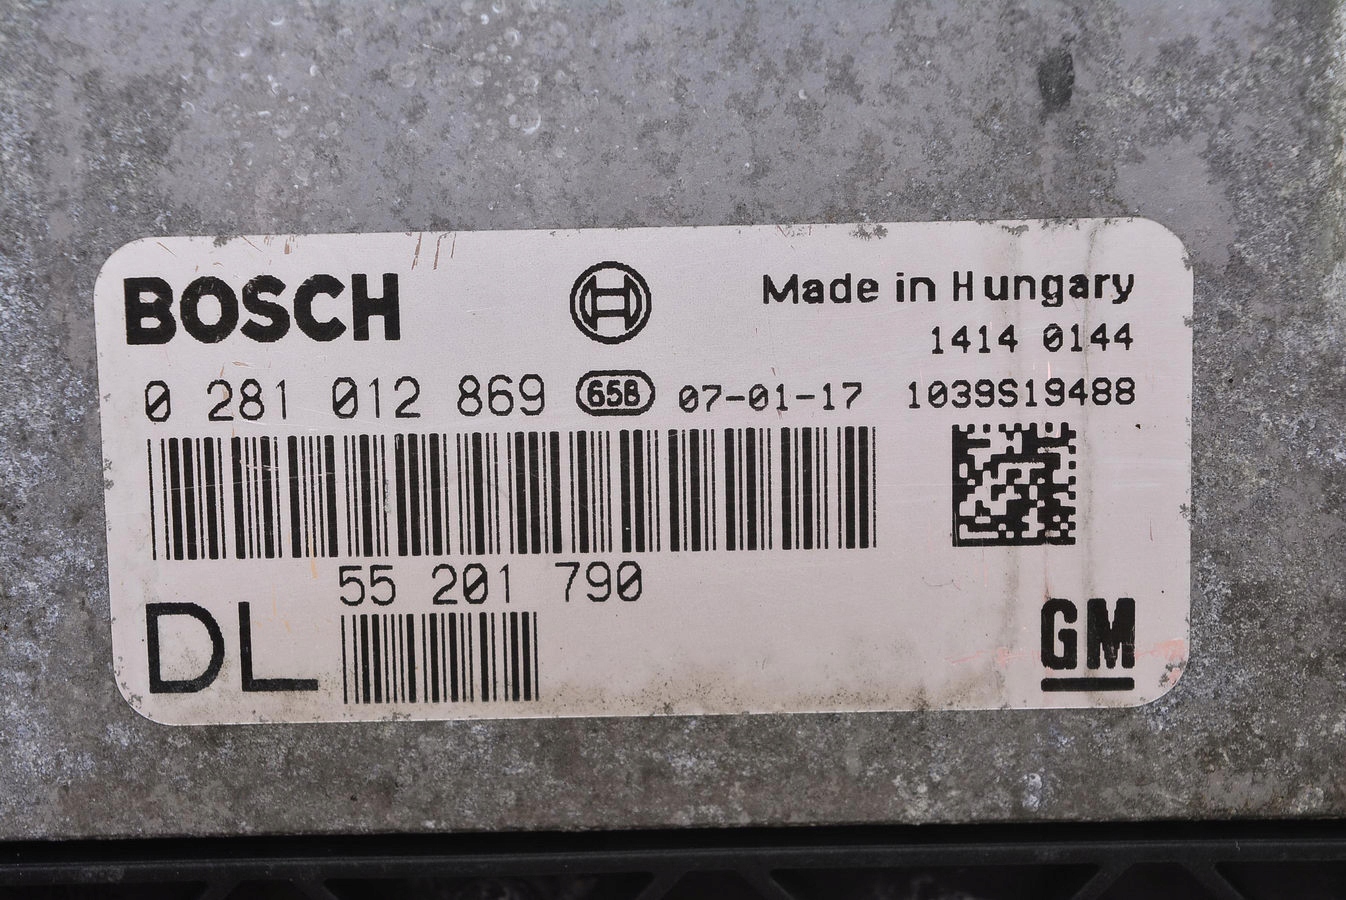 BOSCH Made in Hungary
1414 0144
0 281 012 869 658 07-01-17 1039S19488
55 201 790
DL GM